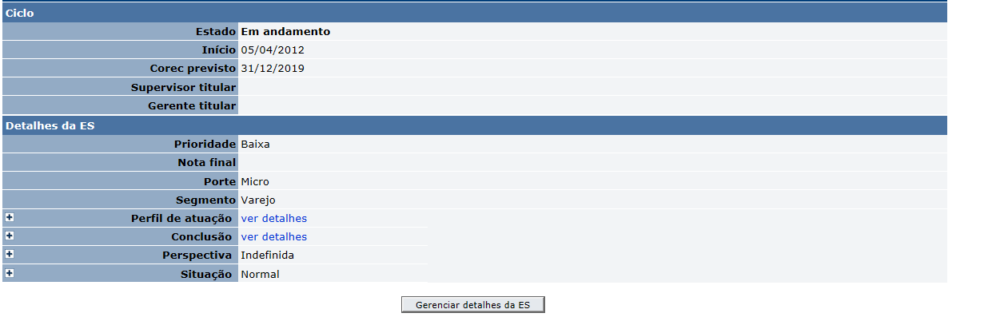 Ciclo
Estado Em andamento
Início 05/04/2012
Corec previsto 31/12/2019
Supervisor titular
Gerente titular
Detalhes da ES
Prioridade Baixa
Nota final
Porte Micro
Segmento Varejo
Perfil de atuação ver detalhes
Conclusão ver detalhes
Perspectiva Indefinida
Situação Normal
Gerenciar detalhes da ES